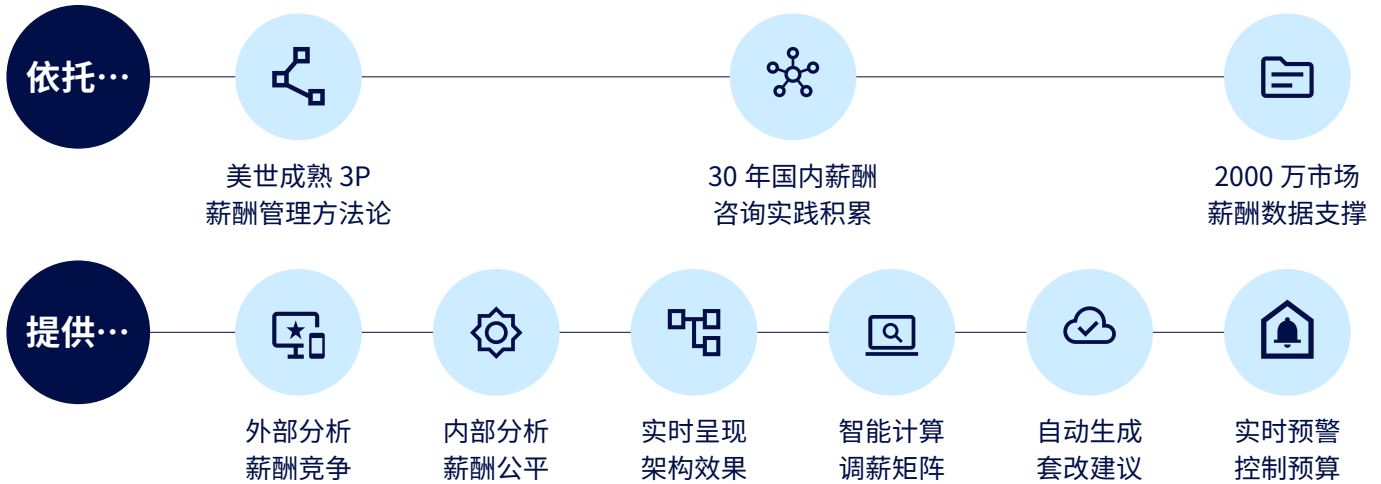 依托…
美世成熟 3P
薪酬管理方法论
30 年国内薪酬
咨询实践积累
2000 万市场
薪酬数据支撑
提供…
外部分析
薪酬竞争
内部分析
薪酬公平
实时呈现
架构效果
智能计算
调薪矩阵
自动生成
套改建议
实时预警
控制预算